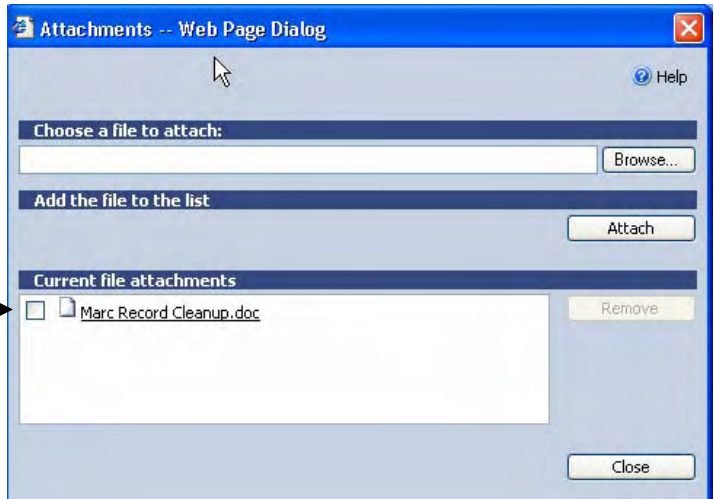 Attachments -- Web Page Dialog
Help
Choose a file to attach:
Browse...
Add the file to the list
Attach
Current file attachments
Marc Record Cleanup.doc
Remove
Close